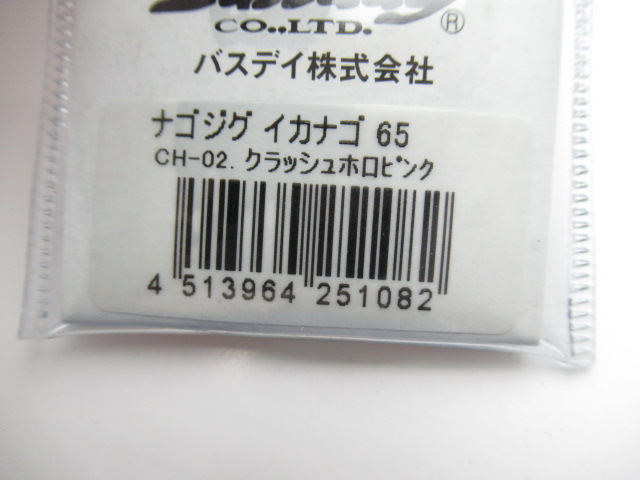 CO.,LTD. ®
バスデイ株式会社
ナゴジグ イカナゴ 65
CH-02. クラッシュホロピンク
4 513964 251082